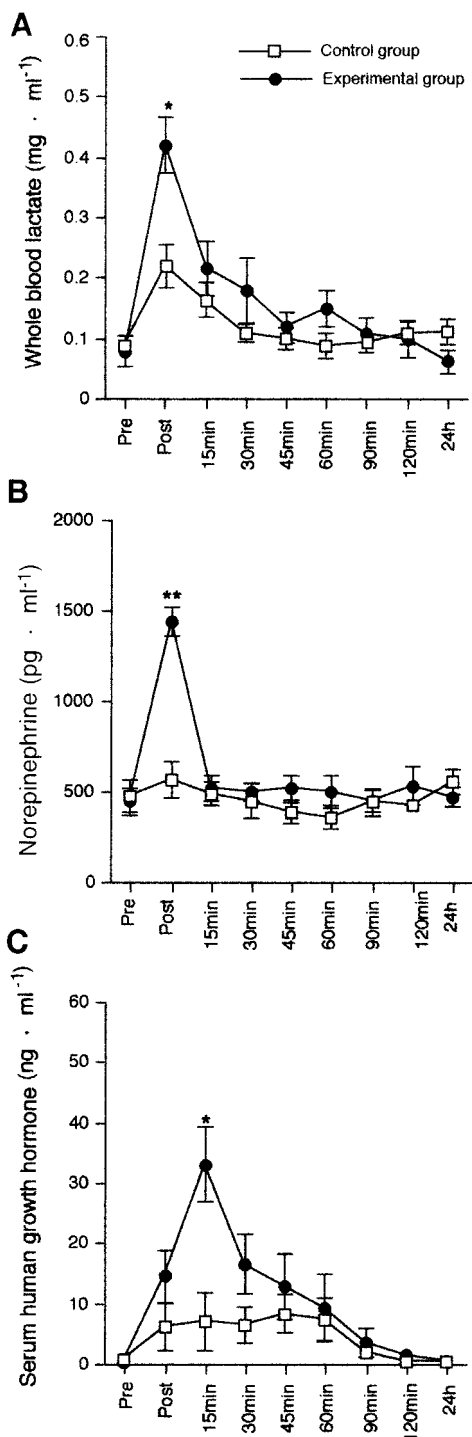 A
Whole blood lactate (mg · ml-1)
0.6
0.5
0.4
0.3
0.2
0.1
0
Control group
Experimental group
*
Pre
Post
15min
30min
45min
60min
90min
120min
24h
B
Norepinephrine (pg · ml-1)
2000
1500
1000
500
0
**
Pre
Post
15min
30min
45min
60min
90min
120min
24h
C
Serum human growth hormone (ng · ml-1)
60
50
40
30
20
10
0
*
Pre
Post
15min
30min
45min
60min
90min
120min
24h